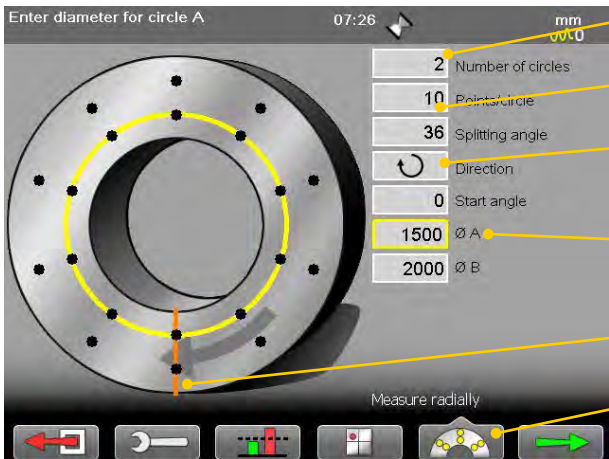 Enter diameter for circle A
07:26
mm
0
2 Number of circles
10 Points/circle
36 Splitting angle
Direction
0 Start angle
1500 Ø A
2000 Ø B
Measure radially